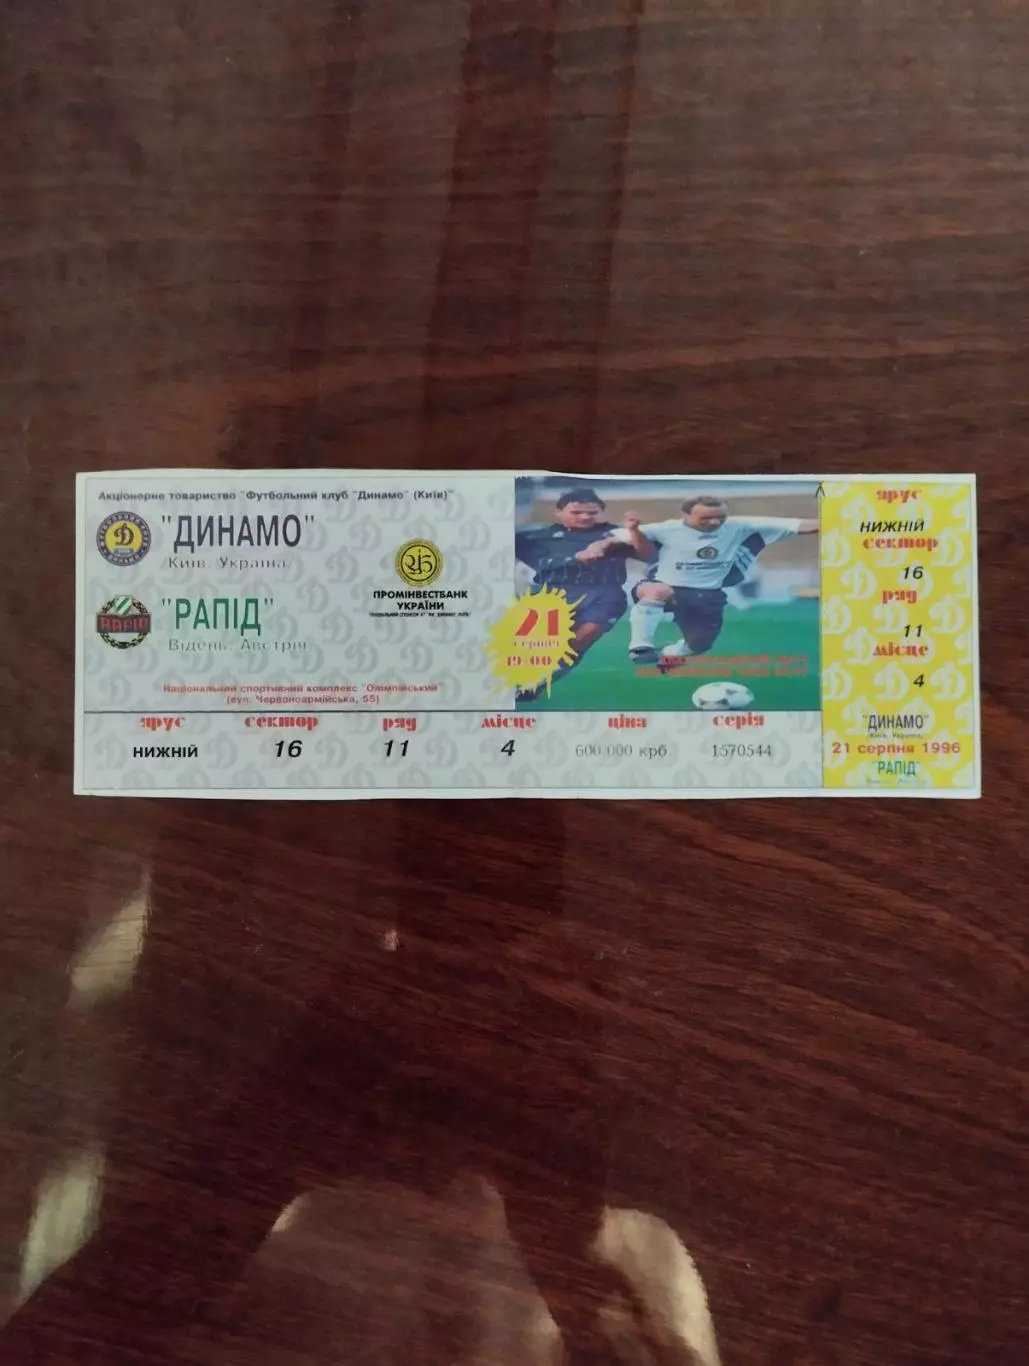 Акціонерне товариство "Футбольний клуб "Динамо" (Київ)"
"ДИНАМО"
Київ. Україна
RAPID
"РАПІД"
Відень. Австрія
ПРОМІНВЕСТБАНК
УКРАЇНИ
Національний спортивний комплекс "Олімпійський"
(вул. Червоноармійська, 55)
21
серпня
19-00
ярус сектор ряд місце ціна серія
НИЖНІЙ 16 11 4 600.000 крб. 1570544
ярус
НИЖНІЙ
сектор
16
ряд
11
місце
4
"ДИНАМО"
Київ. Україна
21 серпня 1996
"РАПІД"